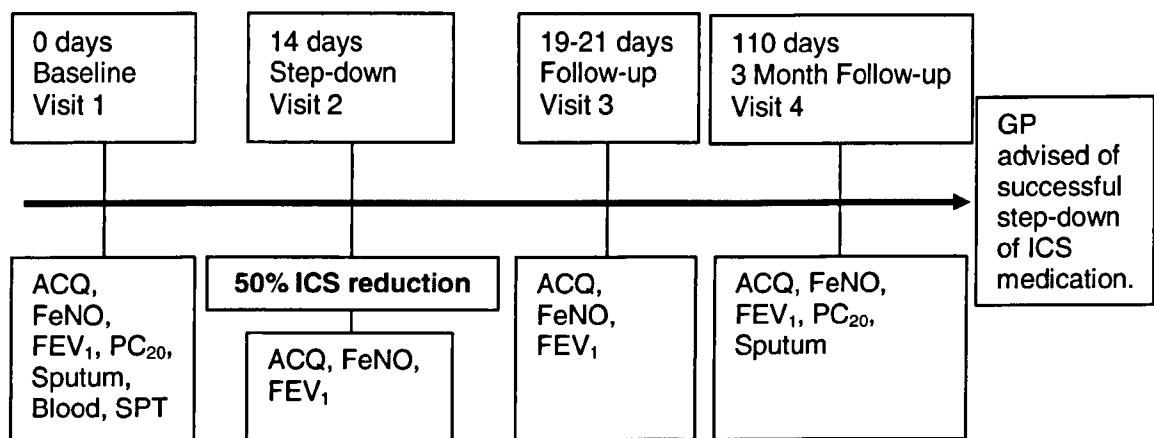 0 days
Baseline
Visit 1
14 days
Step-down
Visit 2
19-21 days
Follow-up
Visit 3
110 days
3 Month Follow-up
Visit 4
GP
advised of
successful
step-down
of ICS
medication.
ACQ,
FeNO,
FEV₁, PC₂₀,
Sputum,
Blood, SPT
50% ICS reduction
ACQ, FeNO,
FEV₁
ACQ,
FeNO,
FEV₁
ACQ, FeNO,
FEV₁, PC₂₀,
Sputum